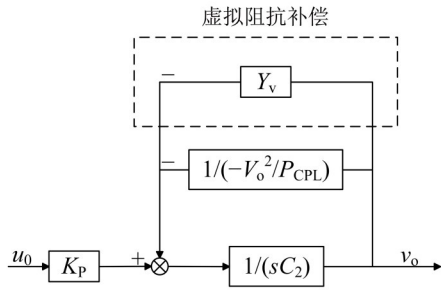 虚拟阻抗补偿
−
Yv
−
1/(−Vo²/PCPL)
u0
KP
+
1/(sC2)
vo